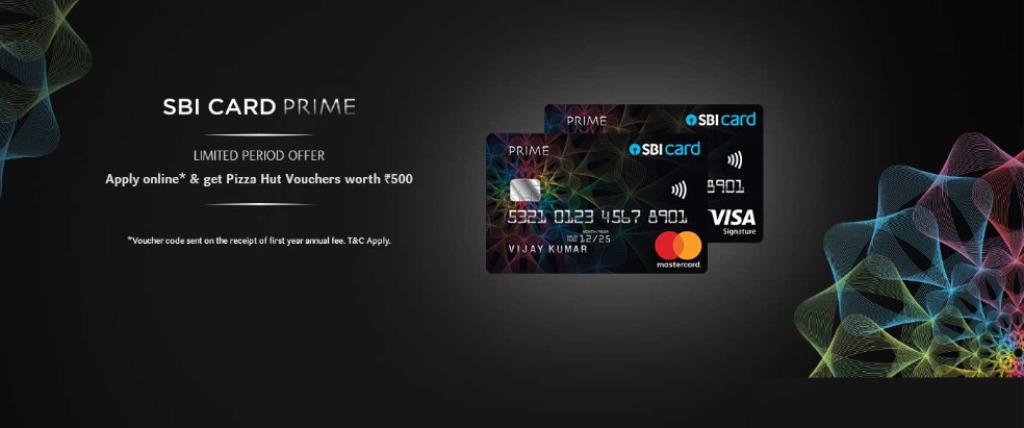 SBI CARD PRIME
LIMITED PERIOD OFFER
Apply online* & get Pizza Hut Vouchers worth ₹500
*Voucher code sent on the receipt of first year annual fee. T&C Apply.
PRIME
SBI card
8901
VISA
Signature
PRIME
SBI card
5321 0123 4567 8901
MONTH/YEAR
12/25
VIJAY KUMAR
mastercard.